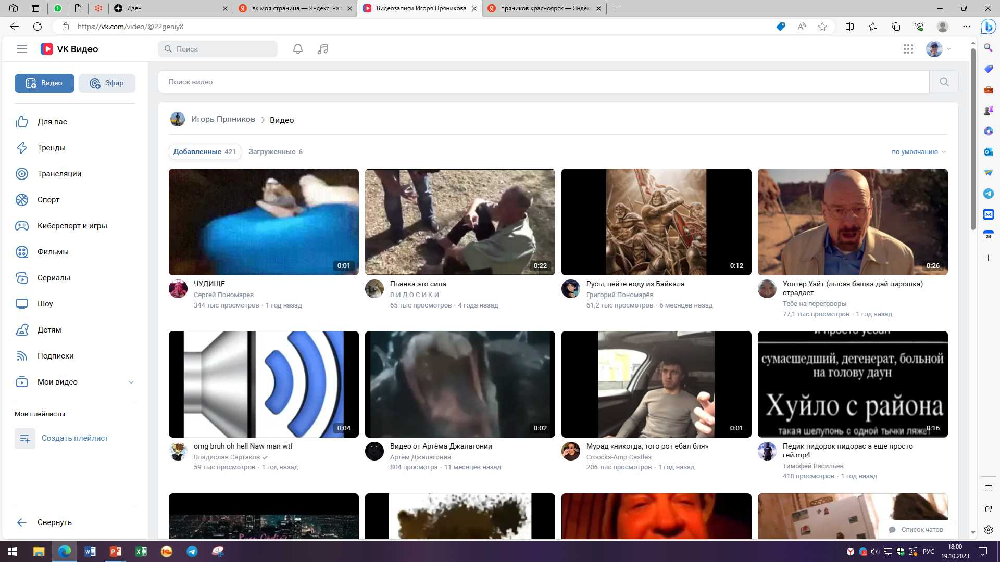 Дзен
вк моя страница — Яндекс: наш
Видеозаписи Игоря Пряникова
пряников красноярск — Яндекс
https://vk.com/video/@22geniy8
VK Видео
Поиск
Видео
Эфир
Поиск видео
Для вас
Тренды
Трансляции
Спорт
Киберспорт и игры
Фильмы
Сериалы
Шоу
Детям
Подписки
Мои видео
Мои плейлисты
Создать плейлист
Свернуть
Игорь Пряников
Видео
Добавленные 421
Загруженные 6
по умолчанию
0:01
0:22
0:12
0:26
ЧУДИЩЕ
Сергей Пономарев
344 тыс просмотров · 1 год назад
Пьянка это сила
В И Д О С И К И
65 тыс просмотров · 4 года назад
Русы, пейте воду из Байкала
Григорий Пономарёв
61,2 тыс просмотров · 6 месяцев назад
Уолтер Уайт (лысая башка дай пирошка)
страдает
Тебе на переговоры
77,1 тыс просмотров · 1 год назад
сумасшедший, дегенерат, больной
на голову даун
Хуйло с района
такая шелупонь с одной тычки ляжет
0:04
0:02
0:01
0:16
omg bruh oh hell Naw man wtf
Владислав Сартаков
59 тыс просмотров · 1 год назад
Видео от Артёма Джалагонии
Артём Джалагония
804 просмотра · 11 месяцев назад
Мурад «никогда, того рот ебал бля»
Croocks-Amp Castles
206 тыс просмотров · 1 год назад
Педик пидорок пидорас а еще просто
гей.mp4
Тимофей Васильев
418 просмотров · 1 год назад
Список чатов
24
РУС
18:00
19.10.2023